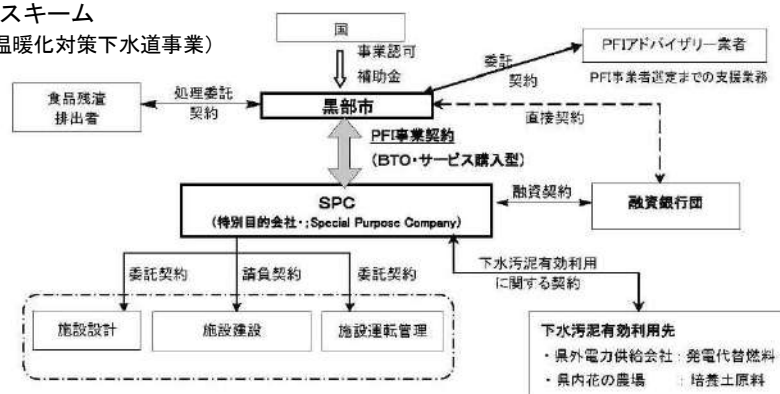 スキーム
温暖化対策下水道事業）
国
事業認可
補助金
委託
契約
PFIアドバイザリー業者
PFI事業者選定までの支援業務
食品残渣
排出者
処理委託
契約
黒部市
直接契約
PFI事業契約
（BTO・サービス購入型）
SPC
（特別目的会社・;Special Purpose Company）
融資契約
融資銀行団
委託契約
請負契約
委託契約
下水汚泥有効利用
に関する契約
施設設計
施設建設
施設運転管理
下水汚泥有効利用先
・県外電力供給会社：発電代替燃料
・県内花の農場　：培養土原料